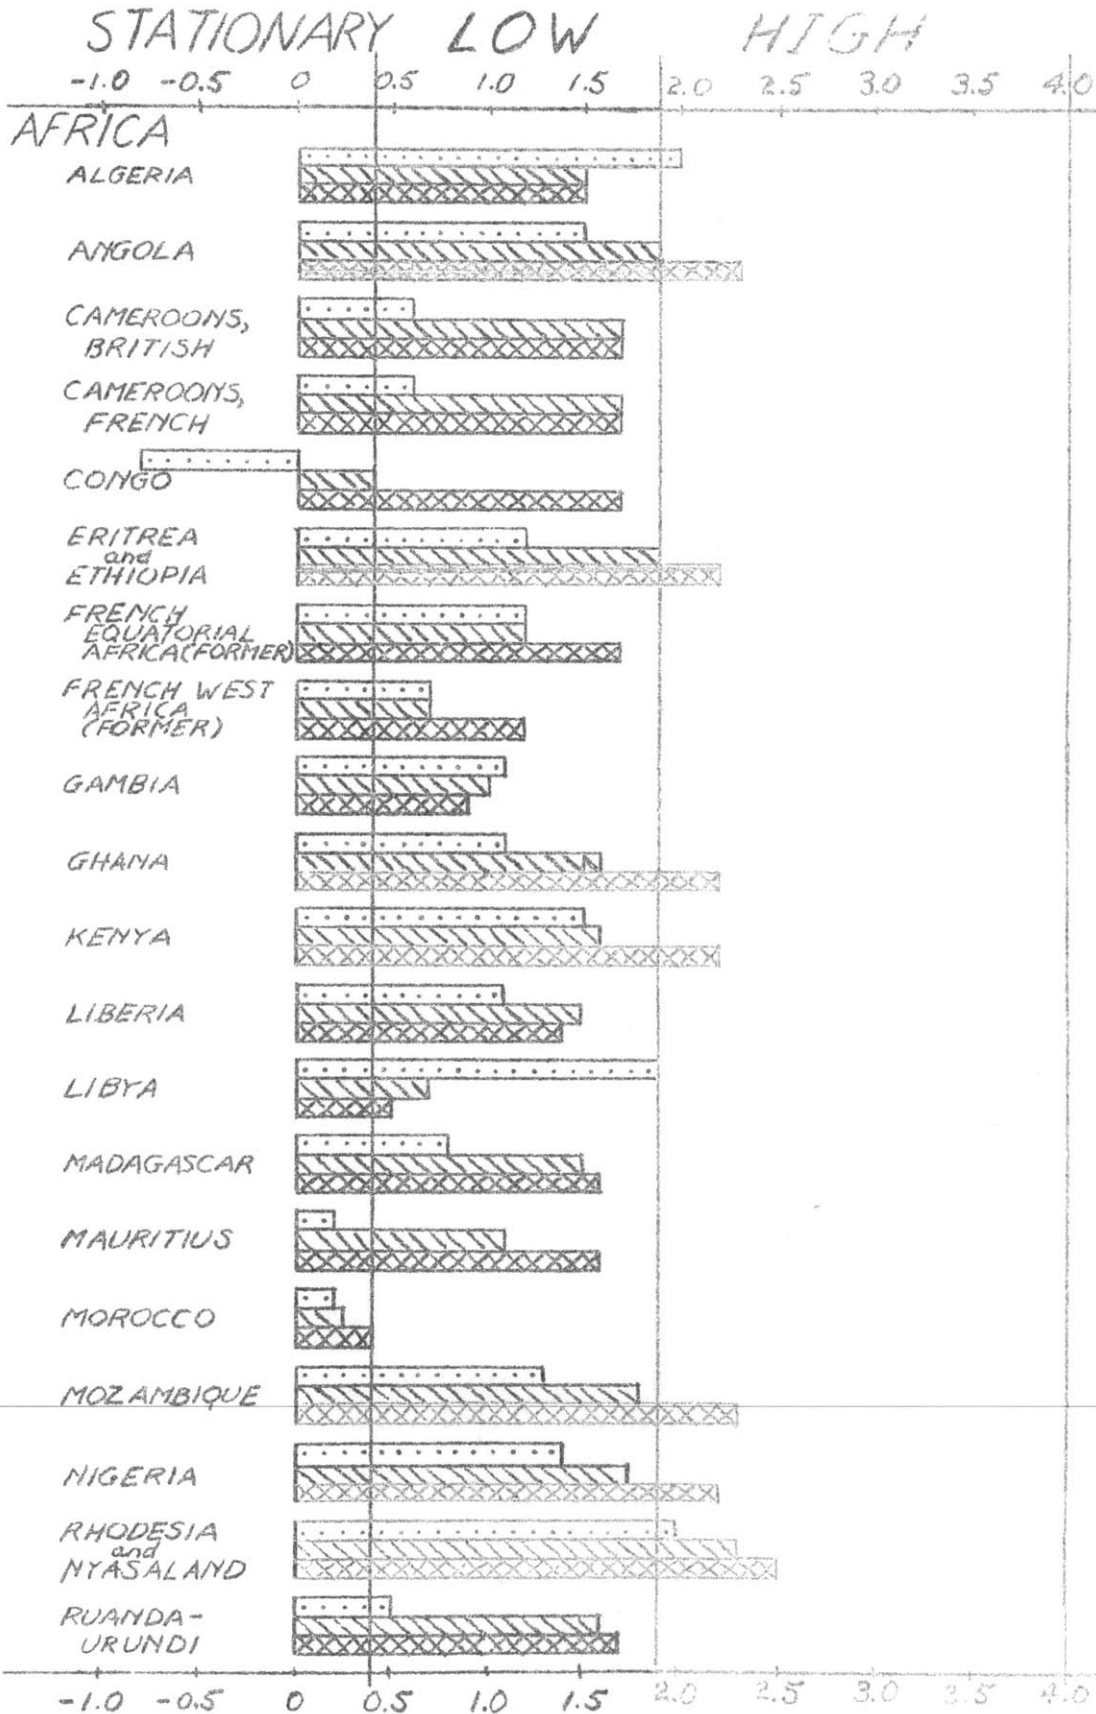 STATIONARY LOW HIGH
-1.0 -0.5 0 0.5 1.0 1.5 2.0 2.5 3.0 3.5 4.0
AFRICA
ALGERIA
ANGOLA
CAMEROONS,
BRITISH
CAMEROONS,
FRENCH
CONGO
ERITREA
and
ETHIOPIA
FRENCH
EQUATORIAL
AFRICA (FORMER)
FRENCH WEST
AFRICA
(FORMER)
GAMBIA
GHANA
KENYA
LIBERIA
LIBYA
MADAGASCAR
MAURITIUS
MOROCCO
MOZAMBIQUE
NIGERIA
RHODESIA
and
NYASALAND
RUANDA-
URUNDI
-1.0 -0.5 0 0.5 1.0 1.5 2.0 2.5 3.0 3.5 4.0